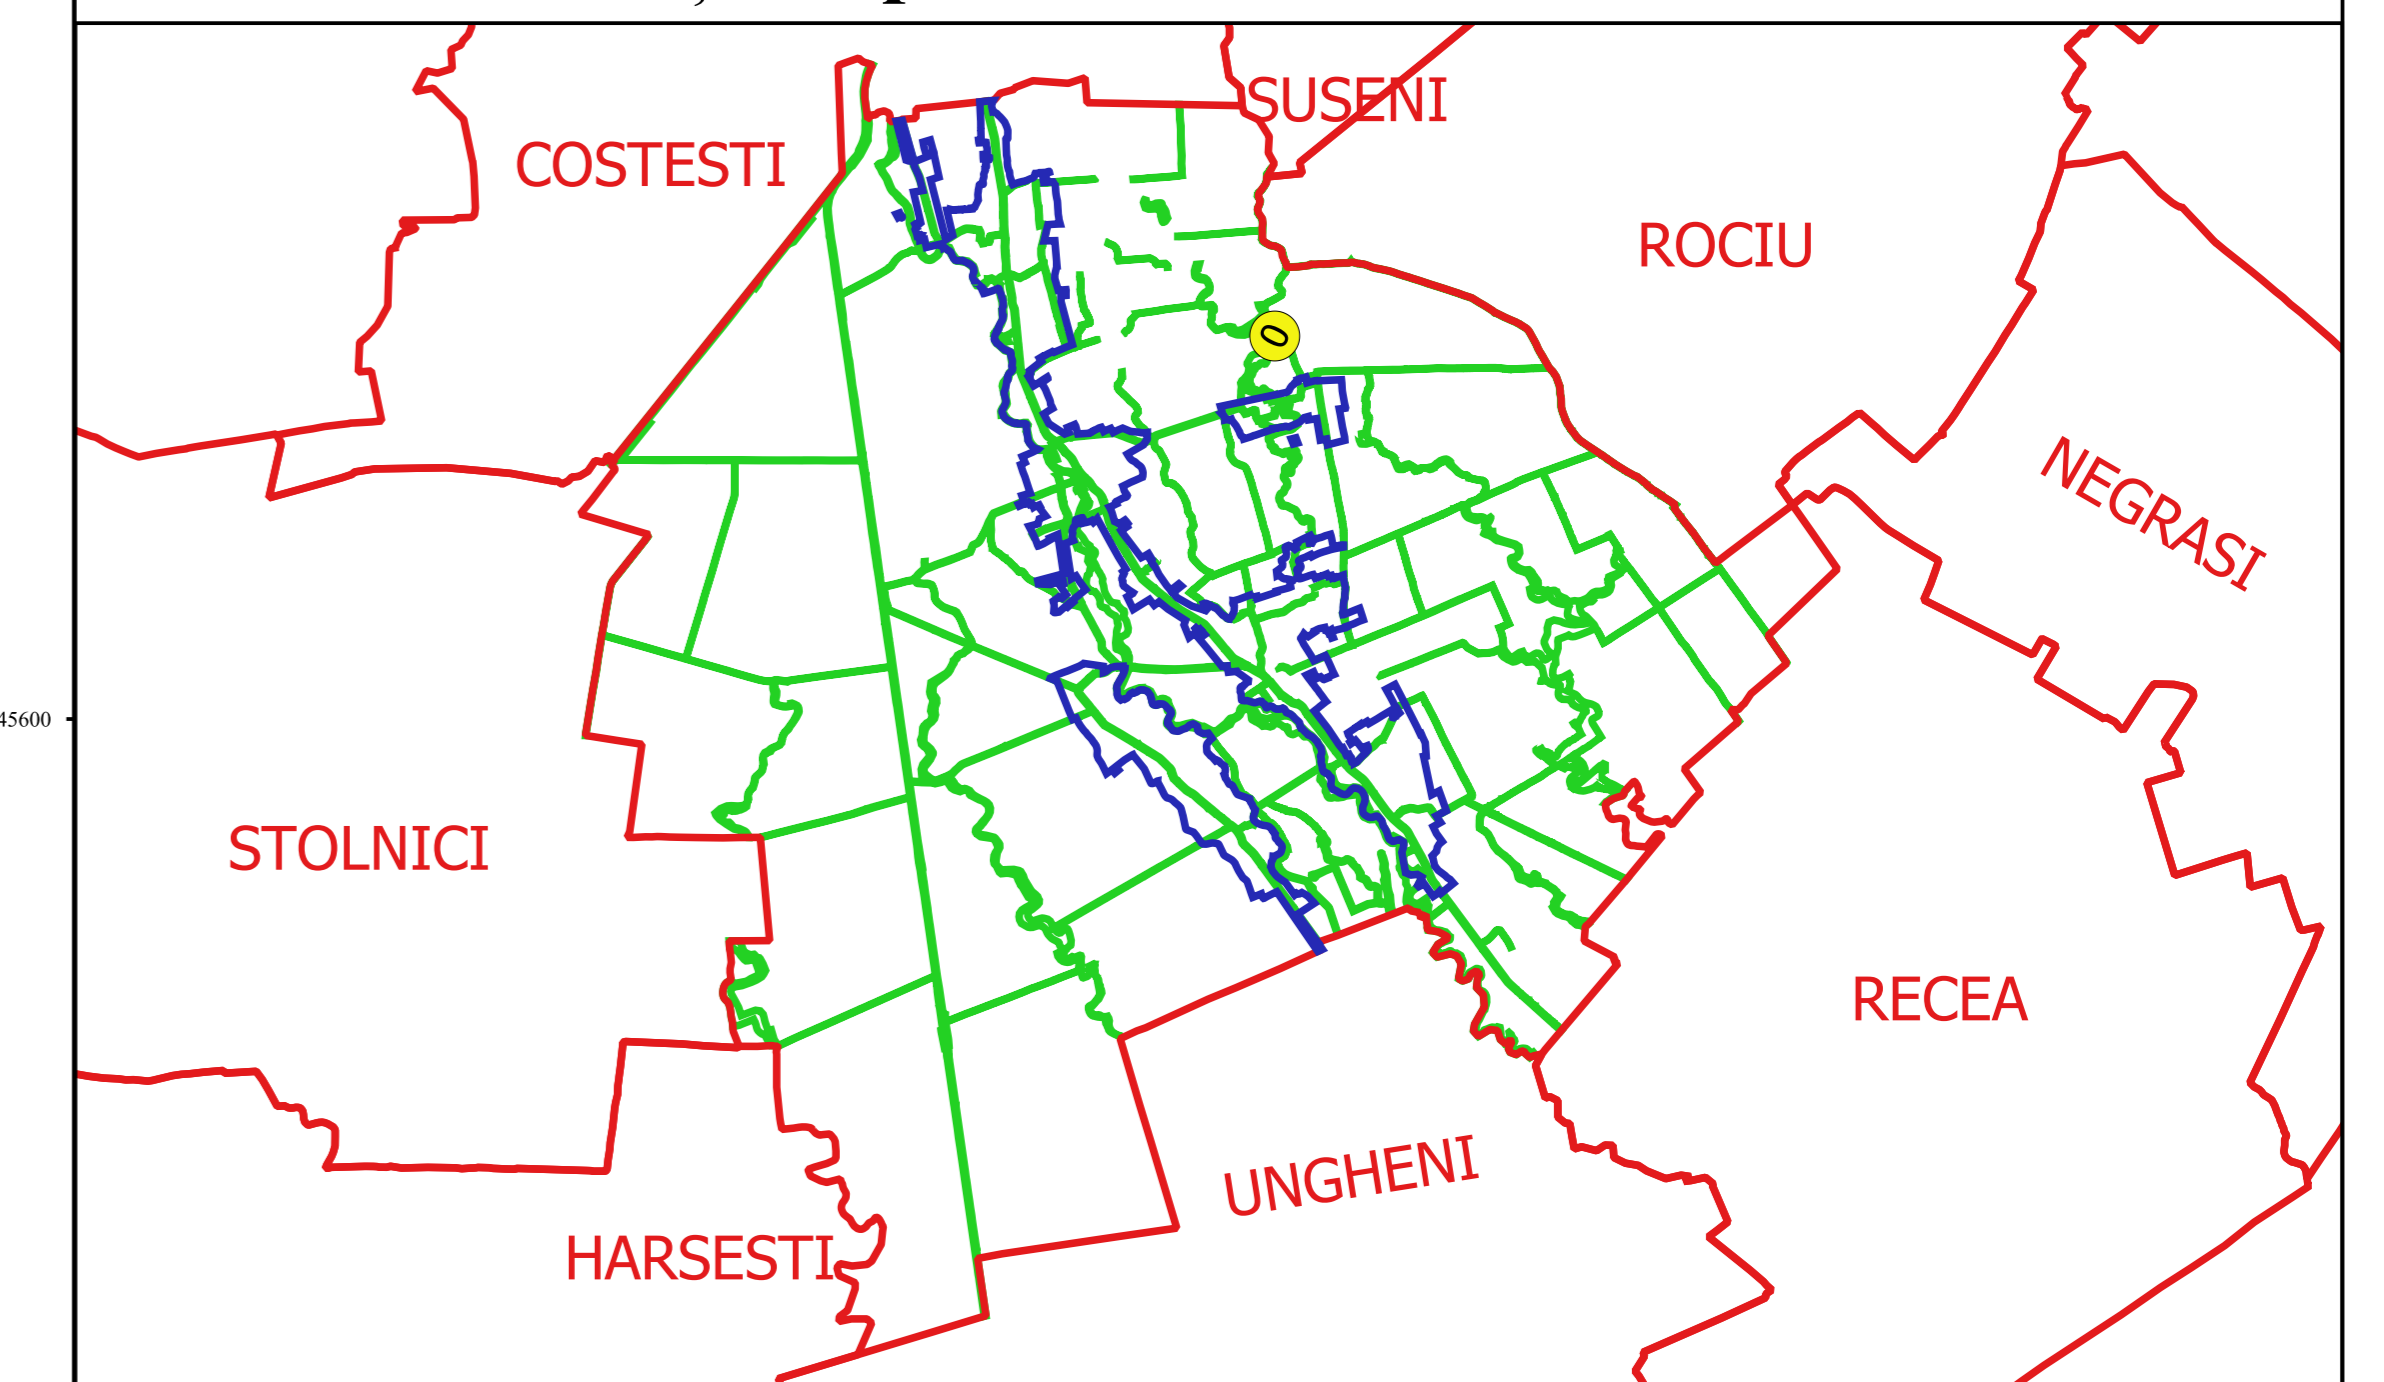 SUSENI
COSTESTI
ROCIU
0
NEGRASI
45600
STOLNICI
RECEA
UNGHENI
HARSESTI